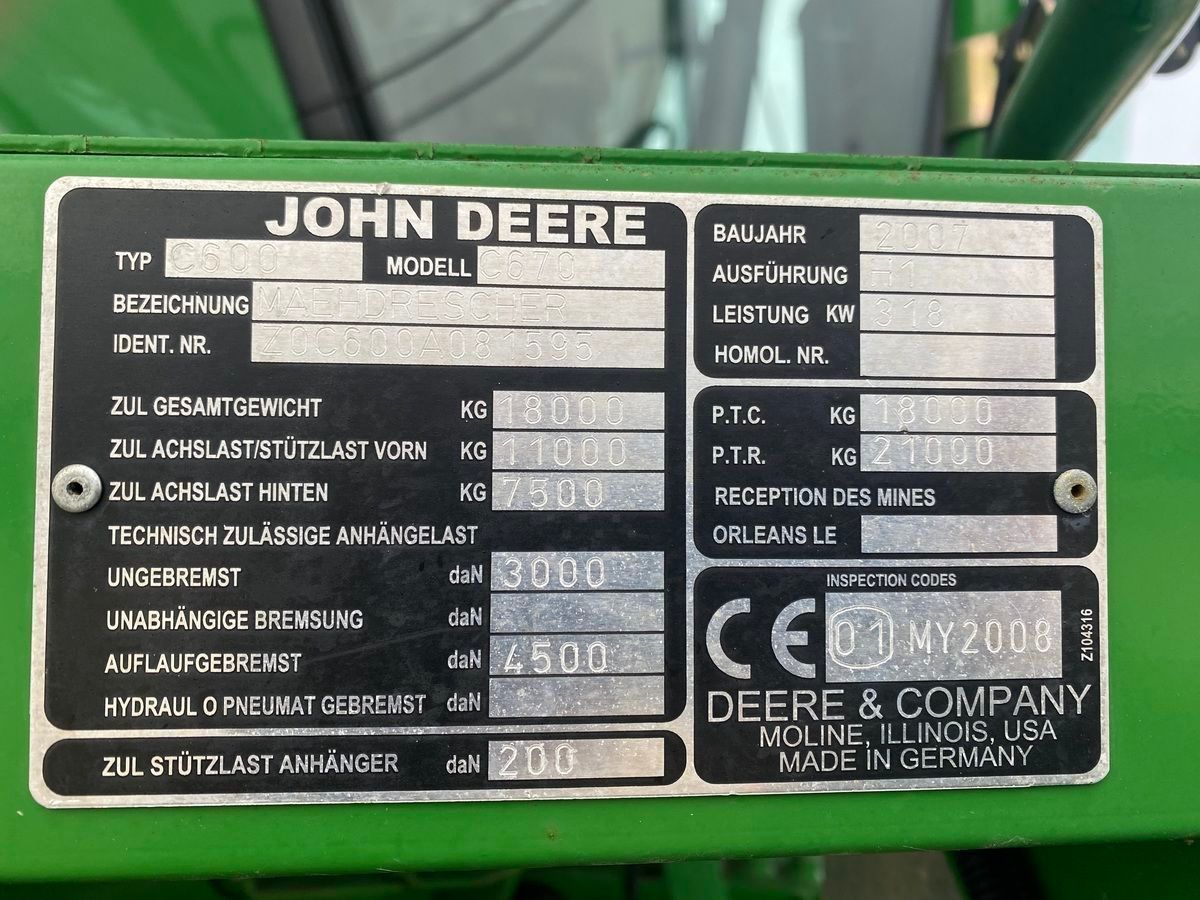 JOHN DEERE
TYP C600 MODELL C670
BEZEICHNUNG MAEHDRESCHER
IDENT. NR. Z0C600A081595
ZUL GESAMTGEWICHT KG 18000
ZUL ACHSLAST/STÜTZLAST VORN KG 11000
ZUL ACHSLAST HINTEN KG 7500
TECHNISCH ZULÄSSIGE ANHÄNGELAST
UNGEBREMST daN 3000
UNABHÄNGIGE BREMSUNG daN
AUFLAUFGEBREMST daN 4500
HYDRAUL O PNEUMAT GEBREMST daN
ZUL STÜTZLAST ANHÄNGER daN 200
BAUJAHR 2007
AUSFÜHRUNG H1
LEISTUNG KW 318
HOMOL. NR.
P.T.C. KG 18000
P.T.R. KG 21000
RECEPTION DES MINES
ORLEANS LE
INSPECTION CODES
CE 01 MY2008
Z104316
DEERE & COMPANY
MOLINE, ILLINOIS, USA
MADE IN GERMANY